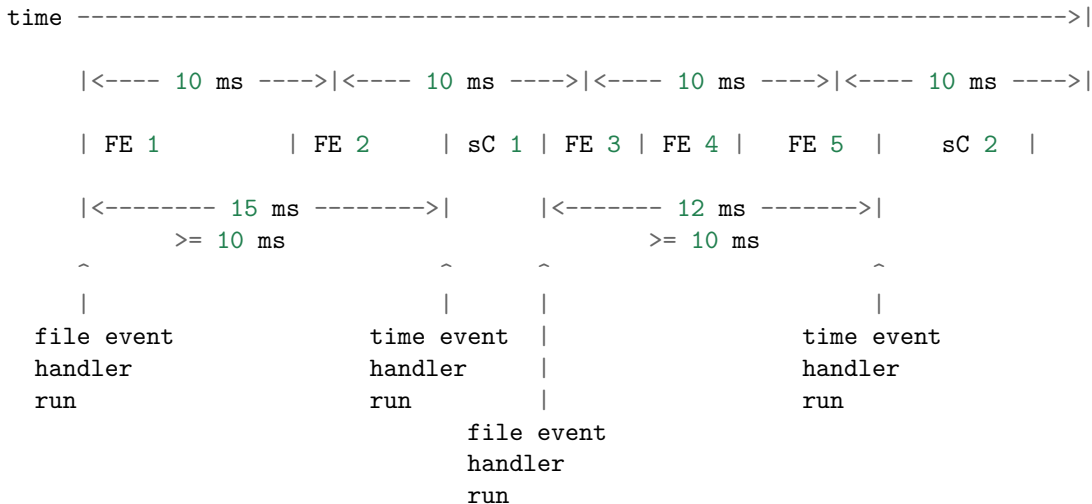 time --------------------------------------------------------------------->|
|<---- 10 ms ---->|<---- 10 ms ---->|<---- 10 ms ---->|<---- 10 ms ---->|
| FE 1 | FE 2 | sC 1 | FE 3 | FE 4 | FE 5 | sC 2 |
|<-------- 15 ms -------->| |<------- 12 ms ------->|
>= 10 ms >= 10 ms
^ ^ ^ ^
| | | |
file event time event | time event
handler handler | handler
run run | run
file event
handler
run